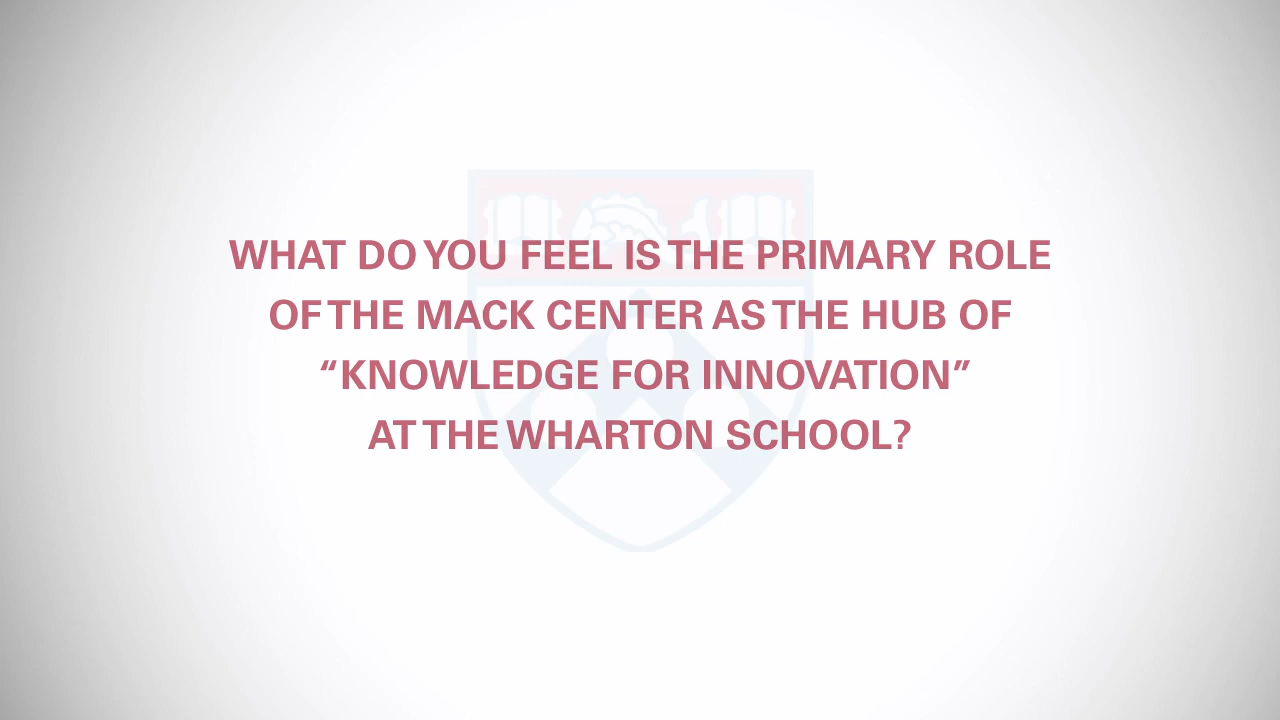 WHAT DO YOU FEEL IS THE PRIMARY ROLE
OF THE MACK CENTER AS THE HUB OF
“KNOWLEDGE FOR INNOVATION”
AT THE WHARTON SCHOOL?